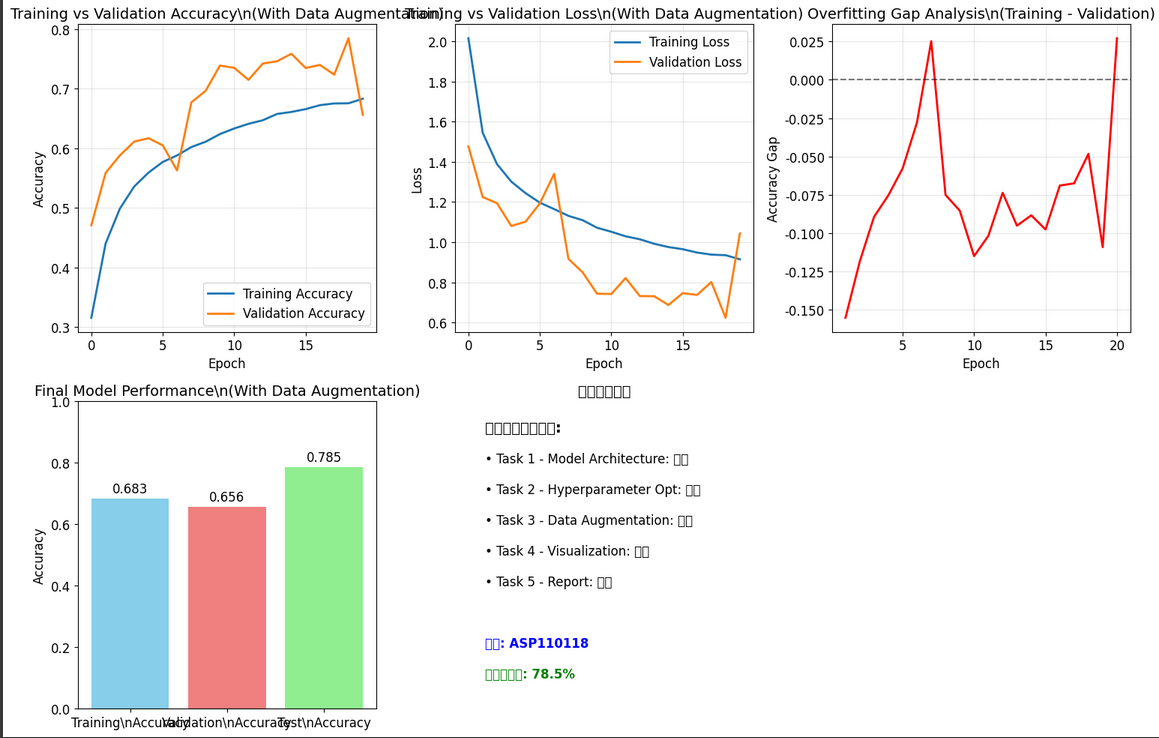 Training vs Validation Accuracy\n(With Data Augmentation)
Training vs Validation Loss\n(With Data Augmentation)
Overfitting Gap Analysis\n(Training - Validation)
Accuracy
0.8
0.7
0.6
0.5
0.4
0.3
0 5 10 15
Epoch
Training Accuracy
Validation Accuracy
Loss
2.0
1.8
1.6
1.4
1.2
1.0
0.8
0.6
0 5 10 15
Epoch
Training Loss
Validation Loss
Accuracy Gap
0.025
0.000
-0.025
-0.050
-0.075
-0.100
-0.125
-0.150
5 10 15 20
Epoch
Final Model Performance\n(With Data Augmentation)
Accuracy
1.0
0.8
0.6
0.4
0.2
0.0
0.683
0.656
0.785
Training\nAccuracy
Validation\nAccuracy
Test\nAccuracy
• Task 1 - Model Architecture:
• Task 2 - Hyperparameter Opt:
• Task 3 - Data Augmentation:
• Task 4 - Visualization:
• Task 5 - Report:
: ASP110118
: 78.5%